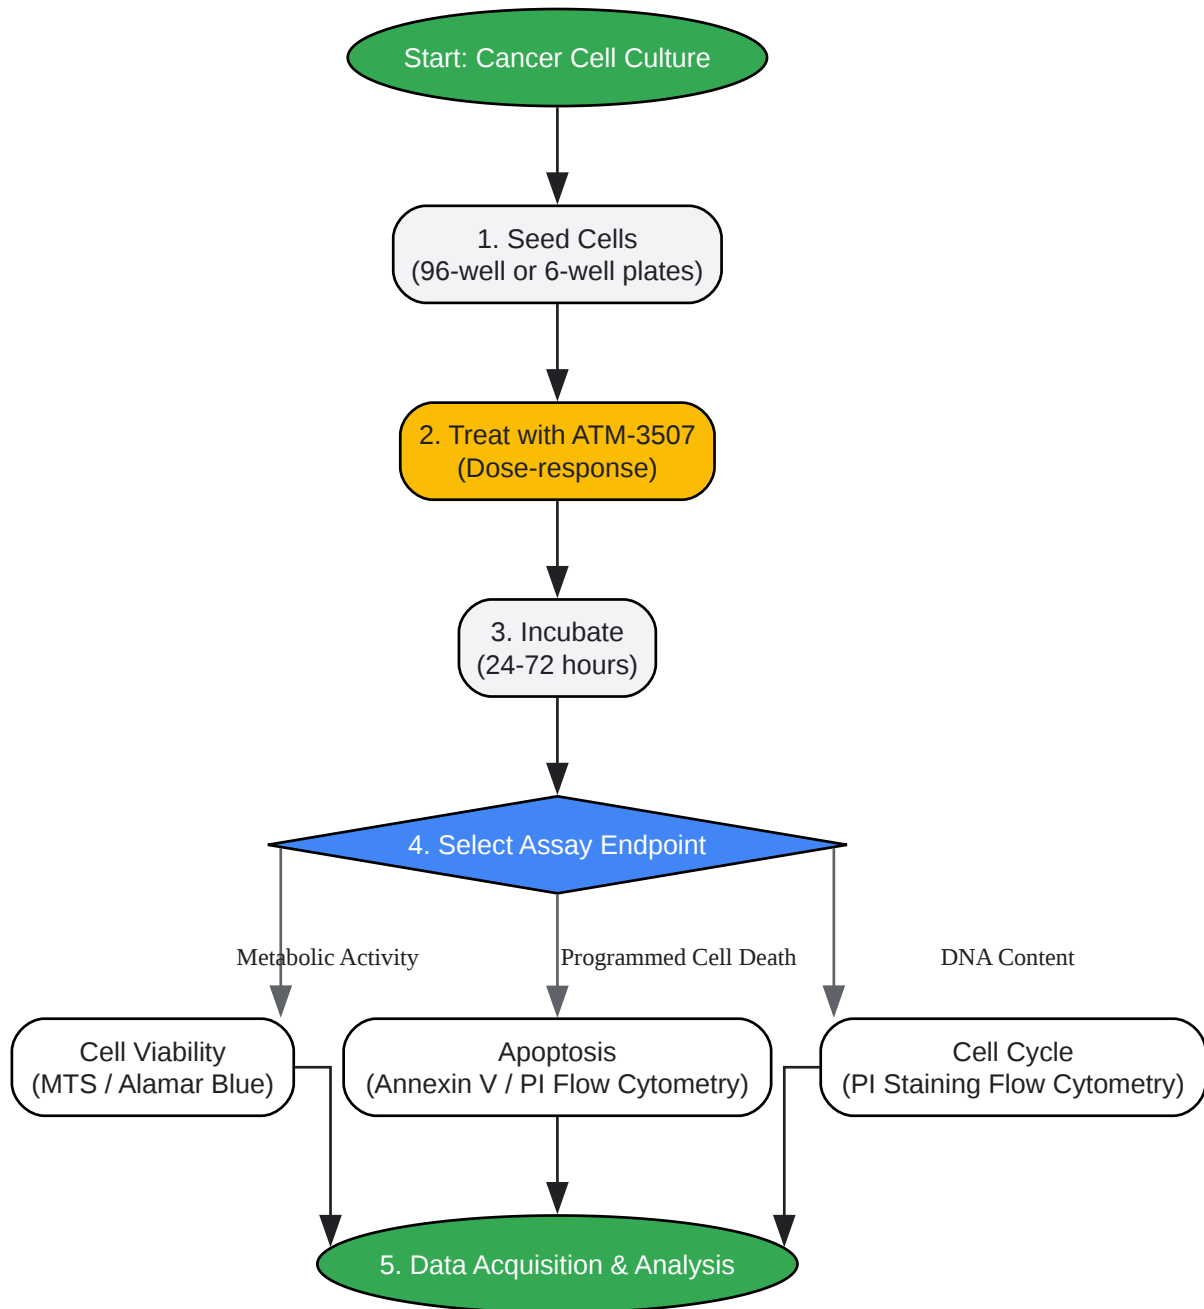 Start: Cancer Cell Culture
1. Seed Cells
(96-well or 6-well plates)
2. Treat with ATM-3507
(Dose-response)
3. Incubate
(24-72 hours)
4. Select Assay Endpoint
Metabolic Activity
Programmed Cell Death
DNA Content
Cell Viability
(MTS / Alamar Blue)
Apoptosis
(Annexin V / PI Flow Cytometry)
Cell Cycle
(PI Staining Flow Cytometry)
5. Data Acquisition & Analysis